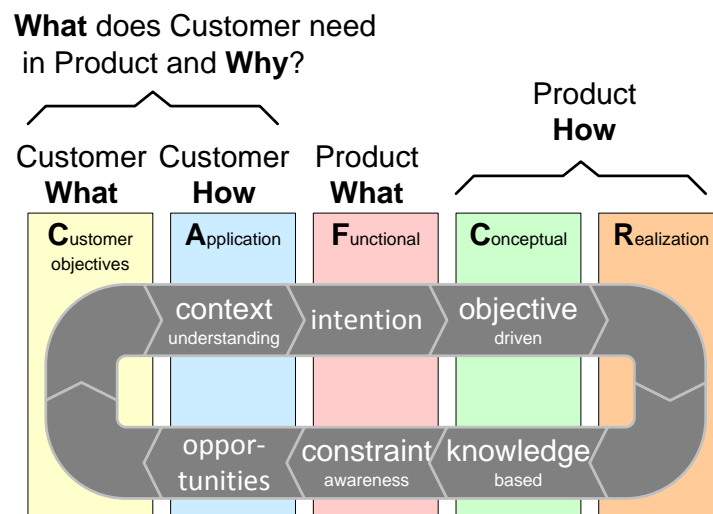 What does Customer need
in Product and Why?
Product
How
Customer Customer Product
What How What
Customer
objectives
Application
Functional
Conceptual
Realization
context
understanding
intention
objective
driven
oppor-
tunities
constraint
awareness
knowledge
based